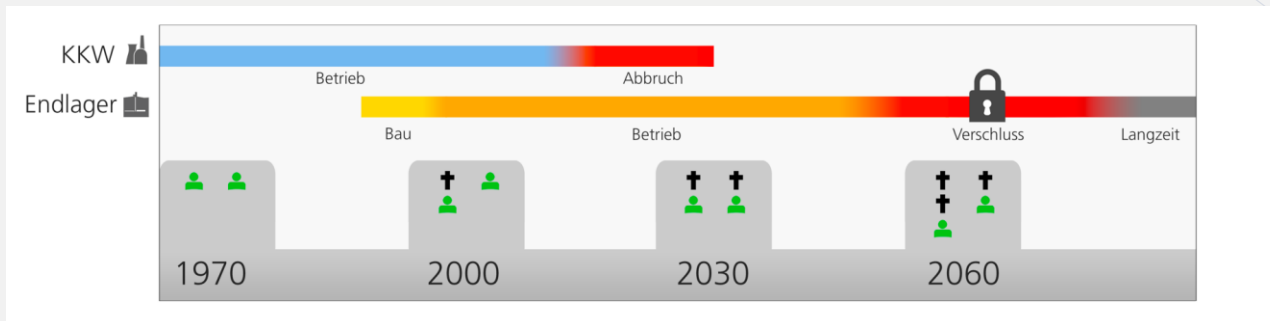 KKW
Betrieb Abbruch
Endlager
Bau Betrieb Verschluss Langzeit
1970 2000 2030 2060